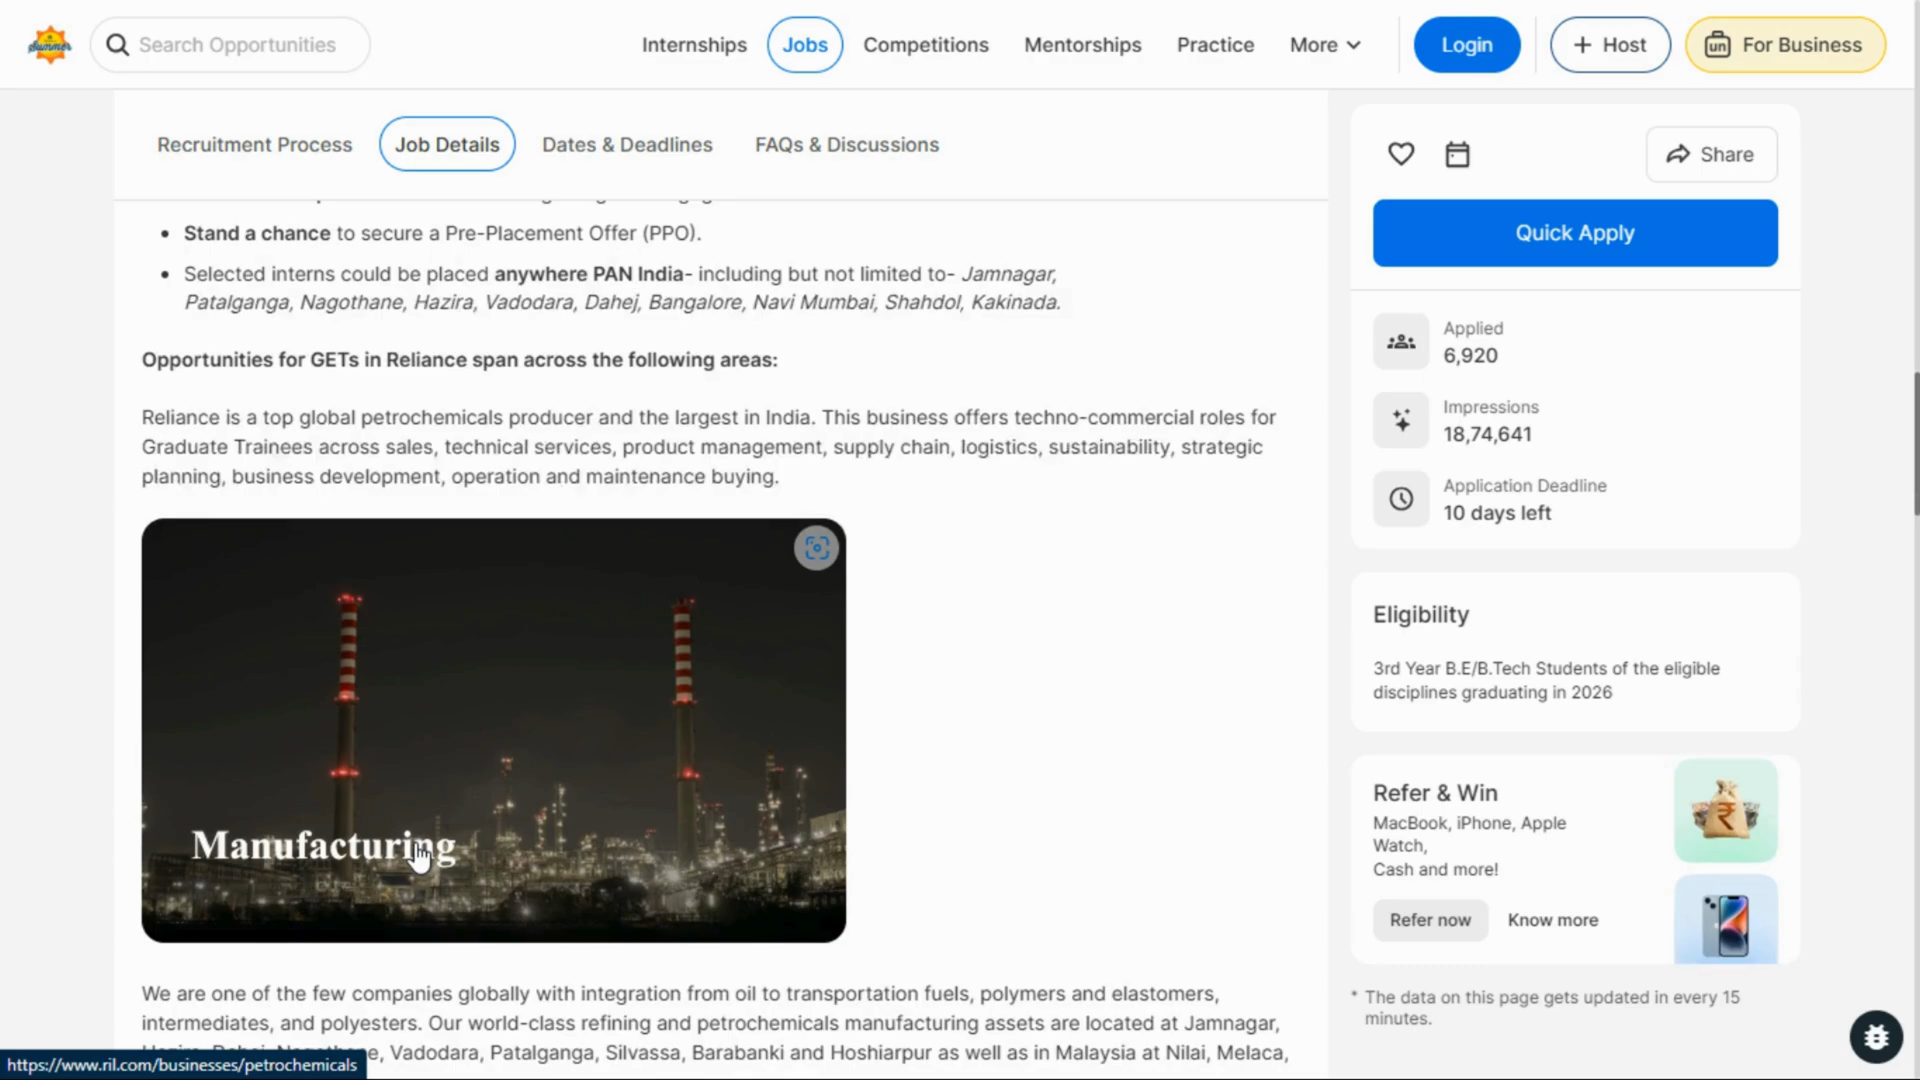 Summer
Search Opportunities
Internships
Jobs
Competitions
Mentorships
Practice
More
Login
+ Host
un For Business
Recruitment Process
Job Details
Dates & Deadlines
FAQs & Discussions
Share
• Stand a chance to secure a Pre-Placement Offer (PPO).
• Selected interns could be placed anywhere PAN India- including but not limited to- Jamnagar,
Patalganga, Nagothane, Hazira, Vadodara, Dahej, Bangalore, Navi Mumbai, Shahdol, Kakinada.
Opportunities for GETs in Reliance span across the following areas:
Reliance is a top global petrochemicals producer and the largest in India. This business offers techno-commercial roles for
Graduate Trainees across sales, technical services, product management, supply chain, logistics, sustainability, strategic
planning, business development, operation and maintenance buying.
Manufacturing
We are one of the few companies globally with integration from oil to transportation fuels, polymers and elastomers,
intermediates, and polyesters. Our world-class refining and petrochemicals manufacturing assets are located at Jamnagar,
Vadodara, Patalganga, Silvassa, Barabanki and Hoshiarpur as well as in Malaysia at Nilai, Melaca,
https://www.ril.com/businesses/petrochemicals
Quick Apply
Applied
6,920
Impressions
18,74,641
Application Deadline
10 days left
Eligibility
3rd Year B.E/B.Tech Students of the eligible
disciplines graduating in 2026
Refer & Win
MacBook, iPhone, Apple
Watch,
Cash and more!
Refer now
Know more
* The data on this page gets updated in every 15
minutes.